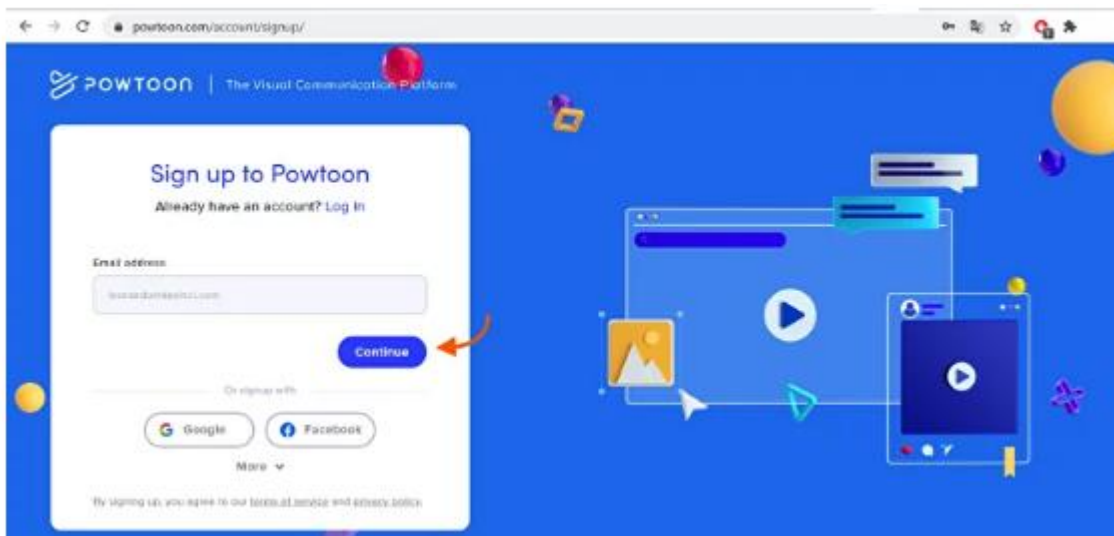 powtoon.com/account/signup/
POWTOON | The Visual Communication Platform
Sign up to Powtoon
Already have an account? Log In
Email address
Continue
Or signup with
Google
Facebook
More
By signing up, you agree to our terms of service and privacy policy.